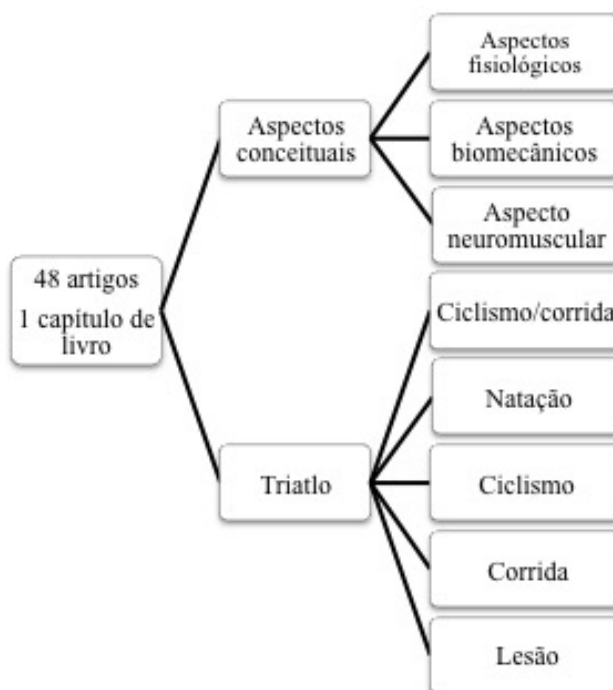 48 artigos
1 capítulo de
livro
Aspectos
conceituais
Aspectos
fisiológicos
Aspectos
biomecânicos
Aspecto
neuromuscular
Triatlo
Ciclismo/corrida
Natação
Ciclismo
Corrida
Lesão